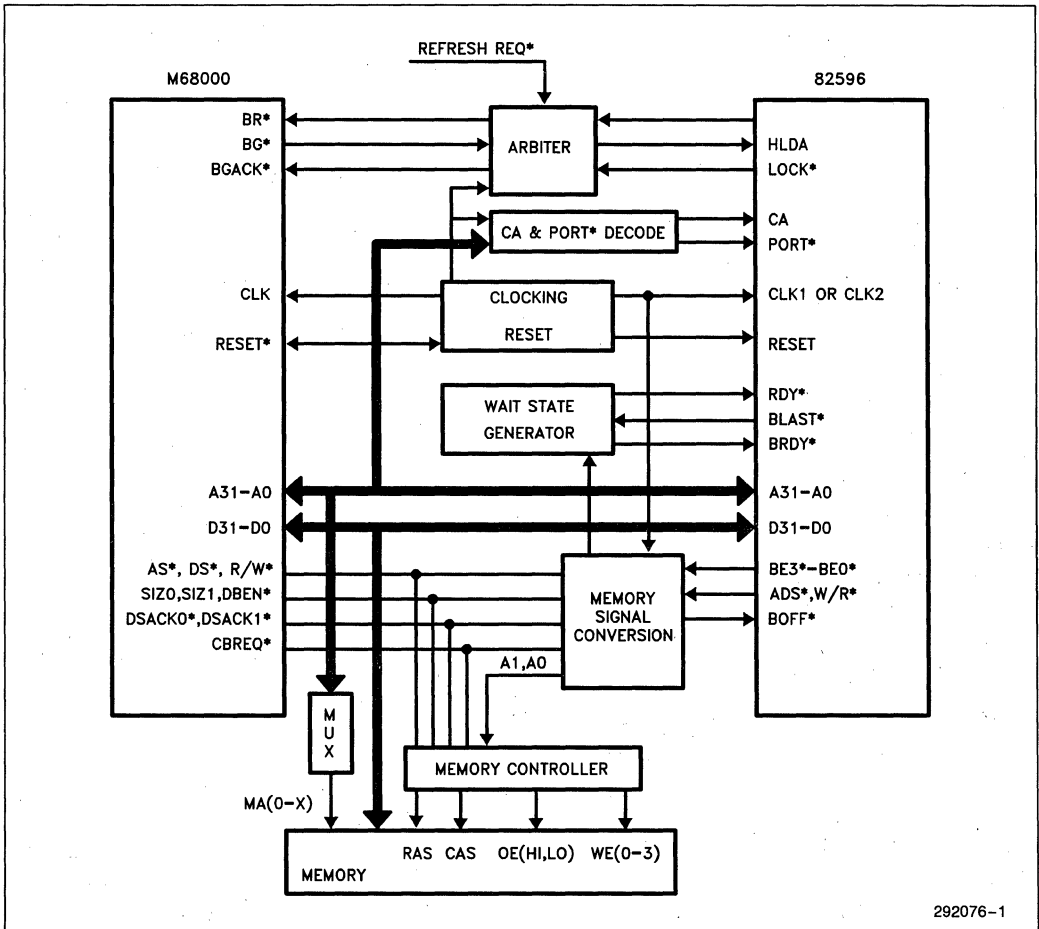 REFRESH REQ*
M68000
82596
BR*
BG*
BGACK*
ARBITER
HLDA
LOCK*
CA & PORT* DECODE
CA
PORT*
CLK
RESET*
CLOCKING
RESET
CLK1 OR CLK2
RESET
WAIT STATE
GENERATOR
RDY*
BLAST*
BRDY*
A31-A0
A31-A0
D31-D0
D31-D0
AS*, DS*, R/W*
SIZ0,SIZ1,DBEN*
DSACK0*,DSACK1*
CBREQ*
MEMORY
SIGNAL
CONVERSION
BE3*-BE0*
ADS*,W/R*
BOFF*
A1,A0
M
U
X
MEMORY CONTROLLER
MA(0-X)
RAS CAS OE(HI,LO) WE(0-3)
MEMORY
292076-1